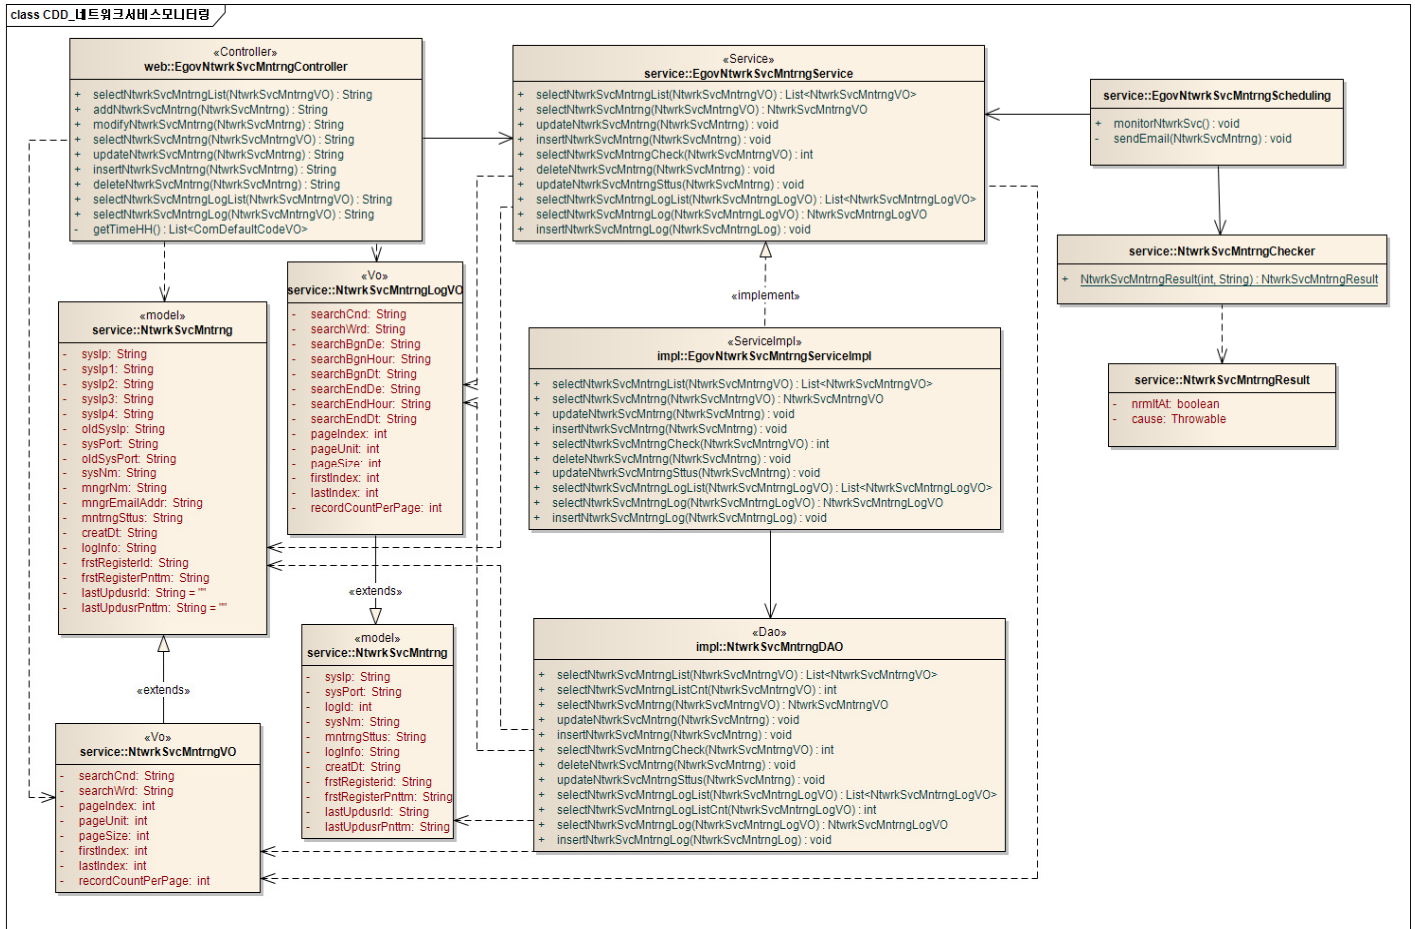 class CDD_네트워크서비스모니터링
«Controller»
web::EgovNtwrkSvcMntrngController
+ selectNtwrkSvcMntrngList(NtwrkSvcMntrngVO) : String
+ addNtwrkSvcMntrng(NtwrkSvcMntrng) : String
+ modifyNtwrkSvcMntrng(NtwrkSvcMntrng) : String
+ selectNtwrkSvcMntrng(NtwrkSvcMntrngVO) : String
+ updateNtwrkSvcMntrng(NtwrkSvcMntrng) : String
+ insertNtwrkSvcMntrng(NtwrkSvcMntrng) : String
+ deleteNtwrkSvcMntrng(NtwrkSvcMntrng) : String
+ selectNtwrkSvcMntrngLogList(NtwrkSvcMntrngVO) : String
+ selectNtwrkSvcMntrngLog(NtwrkSvcMntrngVO) : String
- getTimeHH() : List<ComDefaultCodeVO>
«Service»
service::EgovNtwrkSvcMntrngService
+ selectNtwrkSvcMntrngList(NtwrkSvcMntrngVO) : List<NtwrkSvcMntrngVO>
+ selectNtwrkSvcMntrng(NtwrkSvcMntrngVO) : NtwrkSvcMntrngVO
+ updateNtwrkSvcMntrng(NtwrkSvcMntrng) : void
+ insertNtwrkSvcMntrng(NtwrkSvcMntrng) : void
+ selectNtwrkSvcMntrngCheck(NtwrkSvcMntrngVO) : int
+ deleteNtwrkSvcMntrng(NtwrkSvcMntrng) : void
+ updateNtwrkSvcMntrngSttus(NtwrkSvcMntrng) : void
+ selectNtwrkSvcMntrngLogList(NtwrkSvcMntrngLogVO) : List<NtwrkSvcMntrngLogVO>
+ selectNtwrkSvcMntrngLog(NtwrkSvcMntrngLogVO) : NtwrkSvcMntrngLogVO
+ insertNtwrkSvcMntrngLog(NtwrkSvcMntrngLog) : void
service::EgovNtwrkSvcMntrngScheduling
+ monitorNtwrkSvc() : void
- sendEmail(NtwrkSvcMntrng) : void
service::NtwrkSvcMntrngChecker
+ NtwrkSvcMntrngResult(int, String) : NtwrkSvcMntrngResult
service::NtwrkSvcMntrngResult
- nrmltAt: boolean
- cause: Throwable
«Vo»
service::NtwrkSvcMntrngLogVO
- searchCnd: String
- searchWrd: String
- searchBgnDe: String
- searchBgnHour: String
- searchBgnDt: String
- searchEndDe: String
- searchEndHour: String
- searchEndDt: String
- pageIndex: int
- pageUnit: int
- pageSize: int
- firstIndex: int
- lastIndex: int
- recordCountPerPage: int
«model»
service::NtwrkSvcMntrng
- sysIp: String
- sysIp1: String
- sysIp2: String
- sysIp3: String
- sysIp4: String
- oldSysIp: String
- sysPort: String
- oldSysPort: String
- sysNm: String
- mngrNm: String
- mngrEmailAddr: String
- mntrngSttus: String
- creatDt: String
- logInfo: String
- frstRegisterId: String
- frstRegisterPnttm: String
- lastUpdusrId: String = ""
- lastUpdusrPnttm: String = ""
«implement»
«ServiceImpl»
impl::EgovNtwrkSvcMntrngServiceImpl
+ selectNtwrkSvcMntrngList(NtwrkSvcMntrngVO) : List<NtwrkSvcMntrngVO>
+ selectNtwrkSvcMntrng(NtwrkSvcMntrngVO) : NtwrkSvcMntrngVO
+ updateNtwrkSvcMntrng(NtwrkSvcMntrng) : void
+ insertNtwrkSvcMntrng(NtwrkSvcMntrng) : void
+ selectNtwrkSvcMntrngCheck(NtwrkSvcMntrngVO) : int
+ deleteNtwrkSvcMntrng(NtwrkSvcMntrng) : void
+ updateNtwrkSvcMntrngSttus(NtwrkSvcMntrng) : void
+ selectNtwrkSvcMntrngLogList(NtwrkSvcMntrngLogVO) : List<NtwrkSvcMntrngLogVO>
+ selectNtwrkSvcMntrngLog(NtwrkSvcMntrngLogVO) : NtwrkSvcMntrngLogVO
+ insertNtwrkSvcMntrngLog(NtwrkSvcMntrngLog) : void
«extends»
«model»
service::NtwrkSvcMntrng
- sysIp: String
- sysPort: String
- logId: int
- sysNm: String
- mntrngSttus: String
- logInfo: String
- creatDt: String
- frstRegisterid: String
- frstRegisterPnttm: String
- lastUpdusrId: String
- lastUpdusrPnttm: String
«extends»
«Vo»
service::NtwrkSvcMntrngVO
- searchCnd: String
- searchWrd: String
- pageIndex: int
- pageUnit: int
- pageSize: int
- firstIndex: int
- lastIndex: int
- recordCountPerPage: int
«Dao»
impl::NtwrkSvcMntrngDAO
+ selectNtwrkSvcMntrngList(NtwrkSvcMntrngVO) : List<NtwrkSvcMntrngVO>
+ selectNtwrkSvcMntrngListCnt(NtwrkSvcMntrngVO) : int
+ selectNtwrkSvcMntrng(NtwrkSvcMntrngVO) : NtwrkSvcMntrngVO
+ updateNtwrkSvcMntrng(NtwrkSvcMntrng) : void
+ insertNtwrkSvcMntrng(NtwrkSvcMntrng) : void
+ selectNtwrkSvcMntrngCheck(NtwrkSvcMntrngVO) : int
+ deleteNtwrkSvcMntrng(NtwrkSvcMntrng) : void
+ updateNtwrkSvcMntrngSttus(NtwrkSvcMntrng) : void
+ selectNtwrkSvcMntrngLogList(NtwrkSvcMntrngLogVO) : List<NtwrkSvcMntrngLogVO>
+ selectNtwrkSvcMntrngLogListCnt(NtwrkSvcMntrngLogVO) : int
+ selectNtwrkSvcMntrngLog(NtwrkSvcMntrngLogVO) : NtwrkSvcMntrngLogVO
+ insertNtwrkSvcMntrngLog(NtwrkSvcMntrngLog) : void